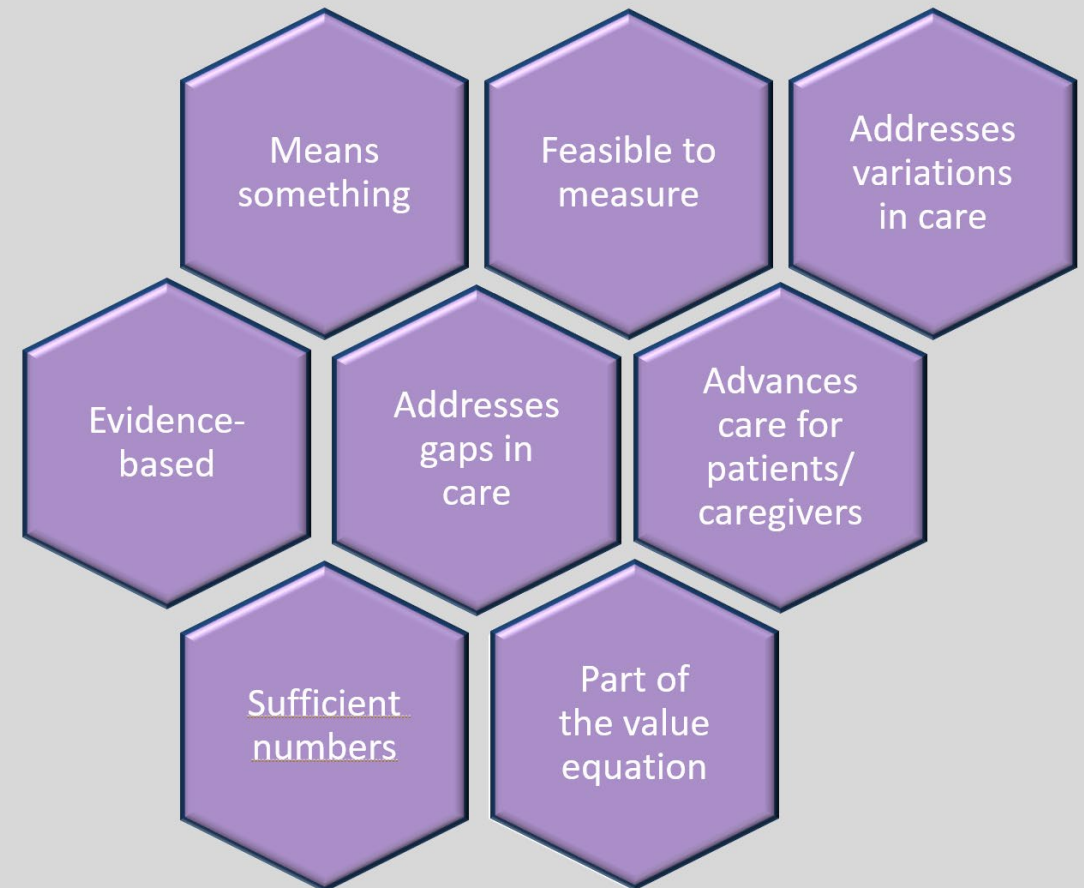 Means
something
Feasible to
measure
Addresses
variations
in care
Evidence-
based
Addresses
gaps in
care
Advances
care for
patients/
caregivers
Sufficient
numbers
Part of
the value
equation